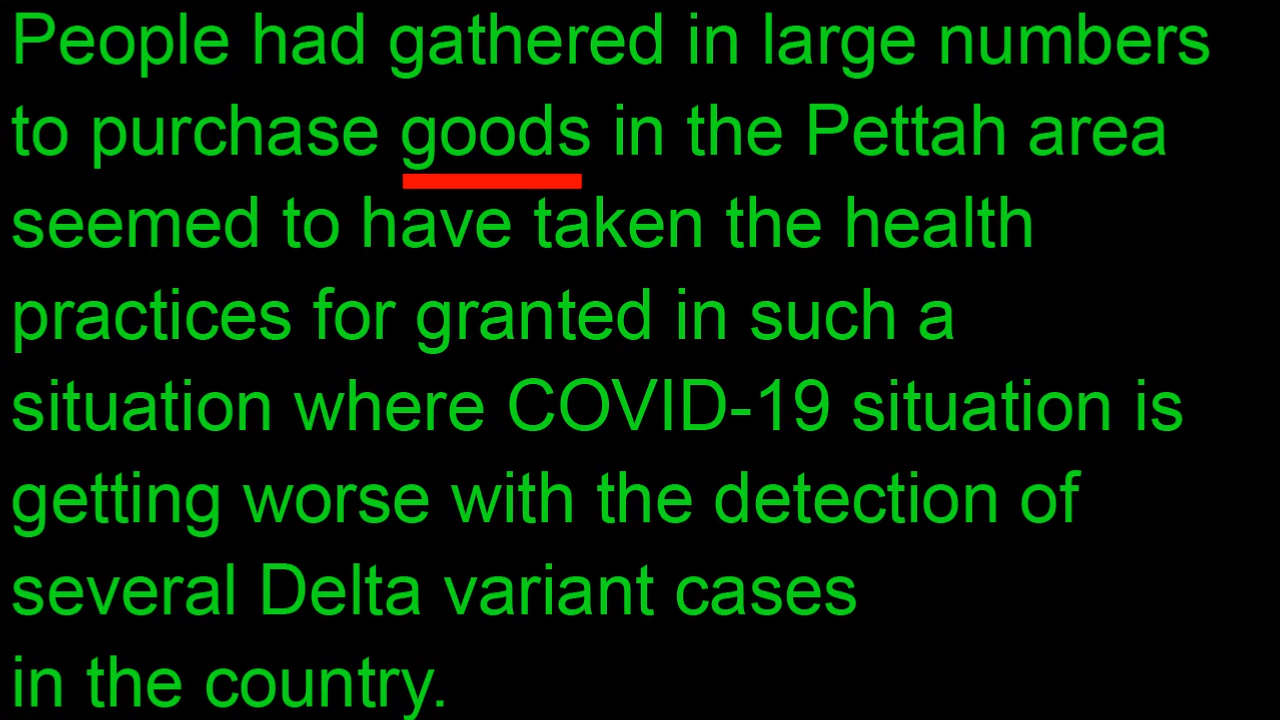 People had gathered in large numbers
to purchase goods in the Pettah area
seemed to have taken the health
practices for granted in such a
situation where COVID-19 situation is
getting worse with the detection of
several Delta variant cases
in the country.